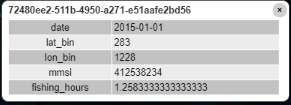 72480ee2-511b-4950-a271-e51aafe2bd56 ×
date 2015-01-01
lat_bin 283
lon_bin 1228
mmsi 412538234
fishing_hours 1.2583333333333333